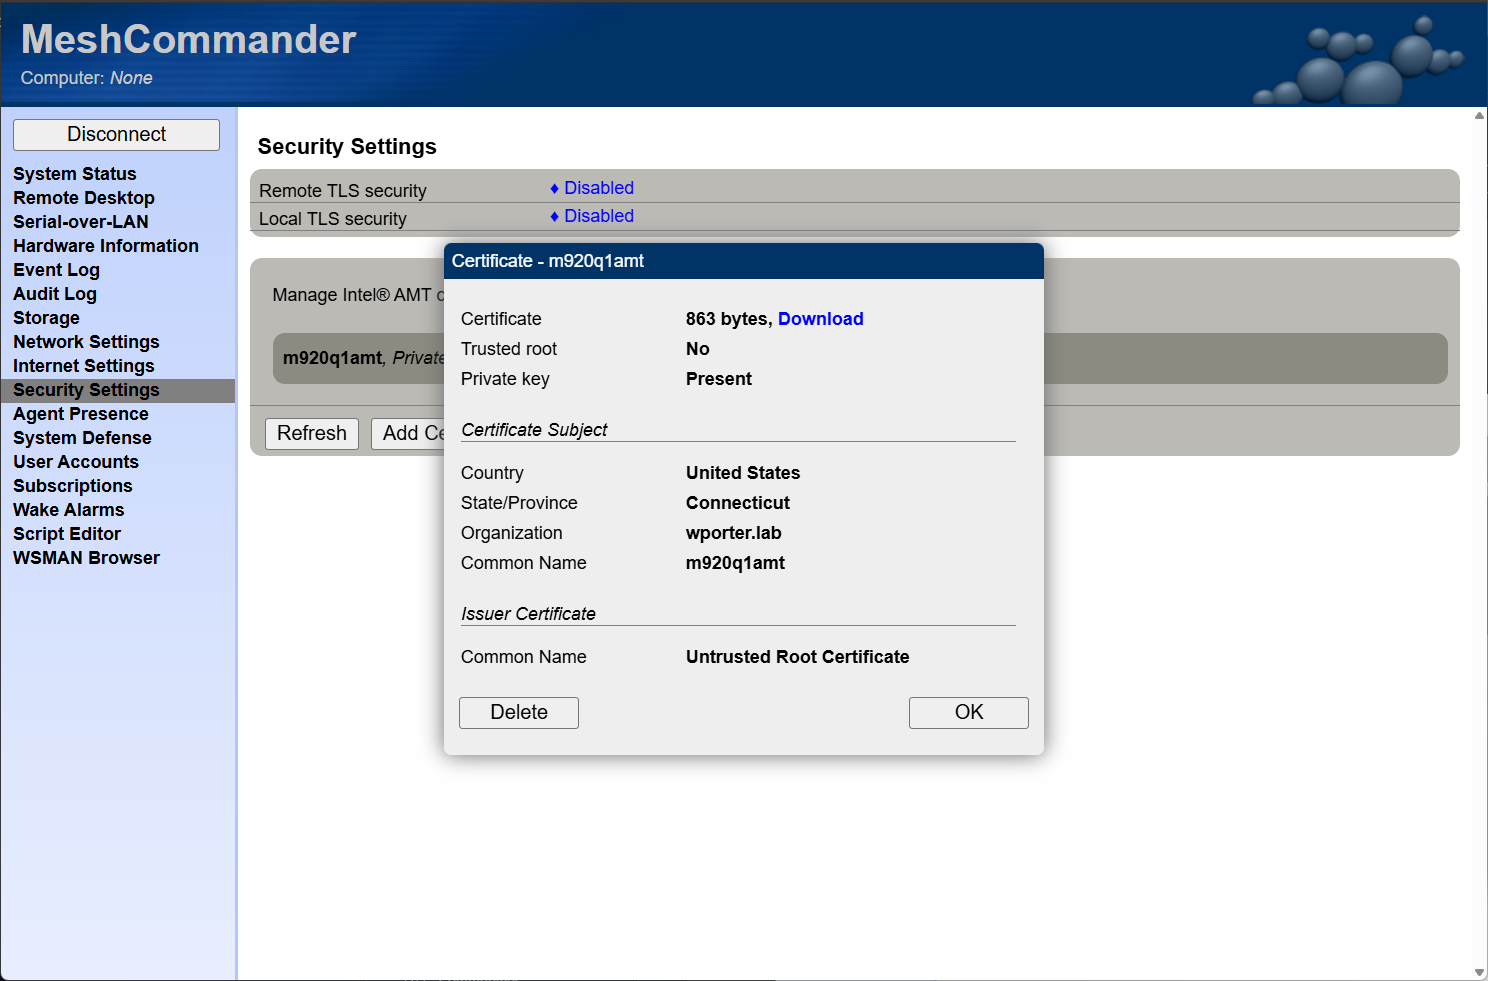 MeshCommander
Computer: None
Disconnect
System Status
Remote Desktop
Serial-over-LAN
Hardware Information
Event Log
Audit Log
Storage
Network Settings
Internet Settings
Security Settings
Agent Presence
System Defense
User Accounts
Subscriptions
Wake Alarms
Script Editor
WSMAN Browser
Security Settings
Remote TLS security ♦ Disabled
Local TLS security ♦ Disabled
Manage Intel® AMT
m920q1amt, Private
Refresh Add
Certificate - m920q1amt
Certificate 863 bytes, Download
Trusted root No
Private key Present
Certificate Subject
Country United States
State/Province Connecticut
Organization wporter.lab
Common Name m920q1amt
Issuer Certificate
Common Name Untrusted Root Certificate
Delete OK